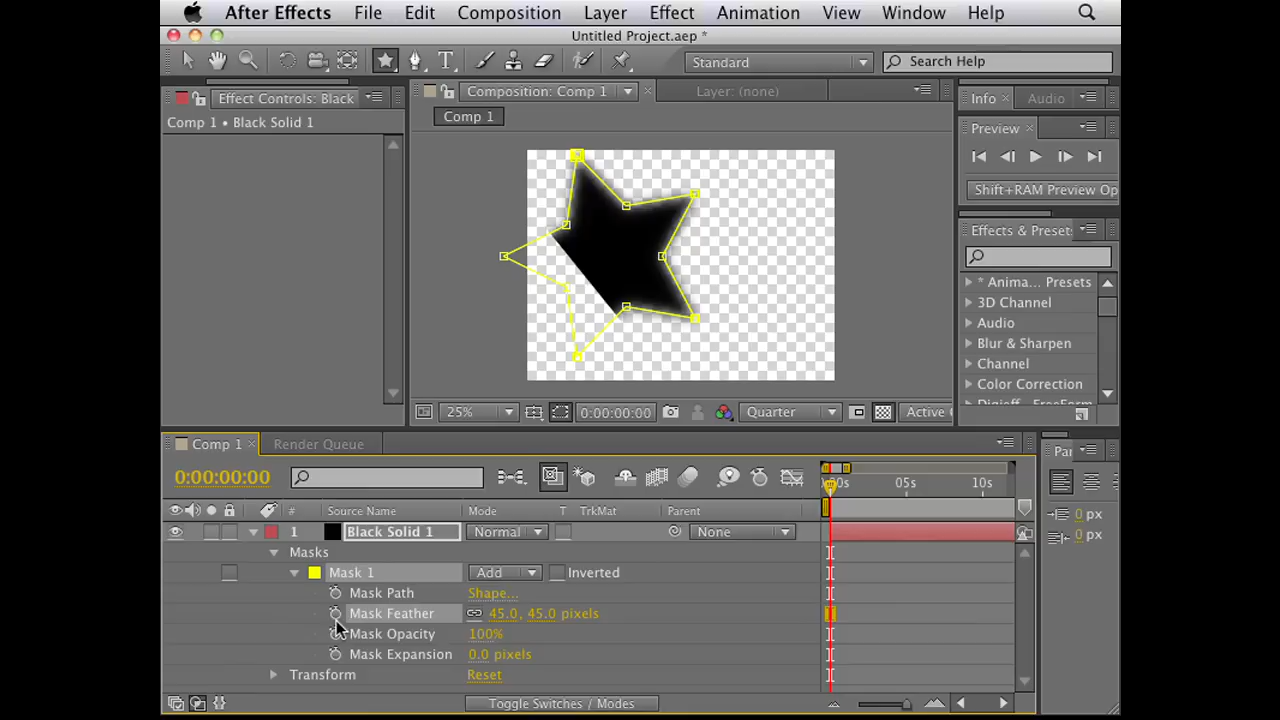 After Effects File Edit Composition Layer Effect Animation View Window Help
Untitled Project.aep *
T Standard Search Help
Effect Controls: Black
Composition: Comp 1 Layer: (none) Info Audio
Comp 1 • Black Solid 1
Comp 1
Preview
Shift+RAM Preview Op
Effects & Preset
* Anima... Presets
3D Channel
Audio
Blur & Sharpen
Channel
Color Correction
25% 0:00:00:00 Quarter Active
Comp 1 Render Queue
0:00:00:00
05s 10s
# Source Name Mode T TrkMat Parent
1 Black Solid 1 Normal None
Masks
Mask 1 Add Inverted
Mask Path Shape...
Mask Feather 45.0, 45.0 pixels
Mask Opacity 100%
Mask Expansion 0.0 pixels
Transform Reset
Toggle Switches / Modes
0 px
0 px